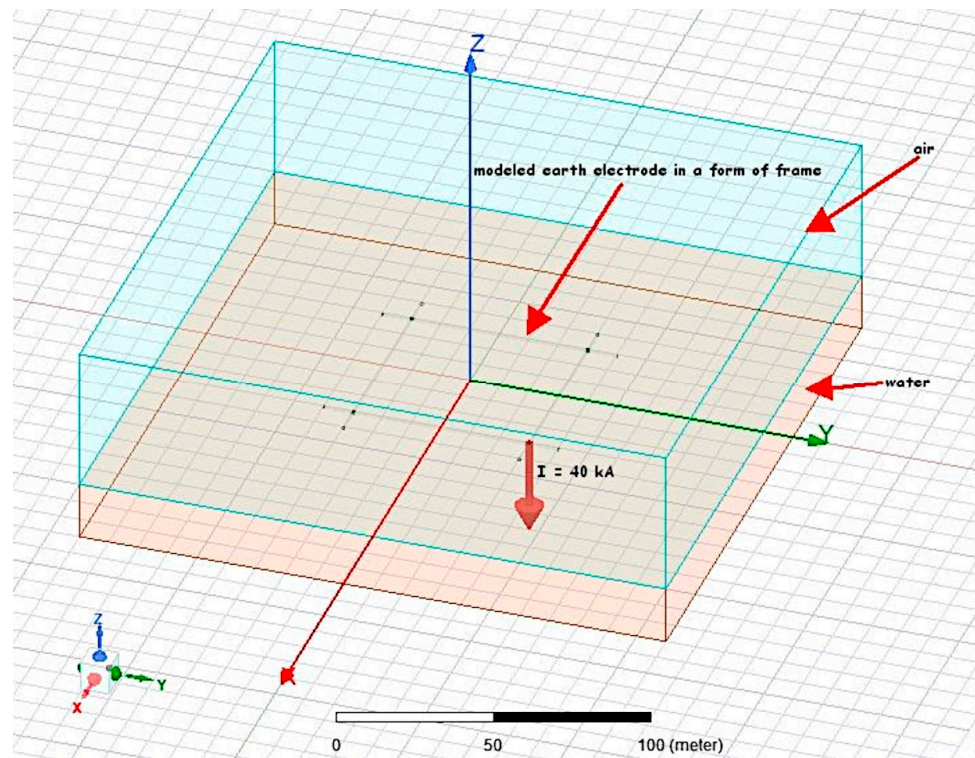 Z
air
modeled earth electrode in a form of frame
water
Y
I = 40 kA
X
Z
Y
X
0 50 100 (meter)